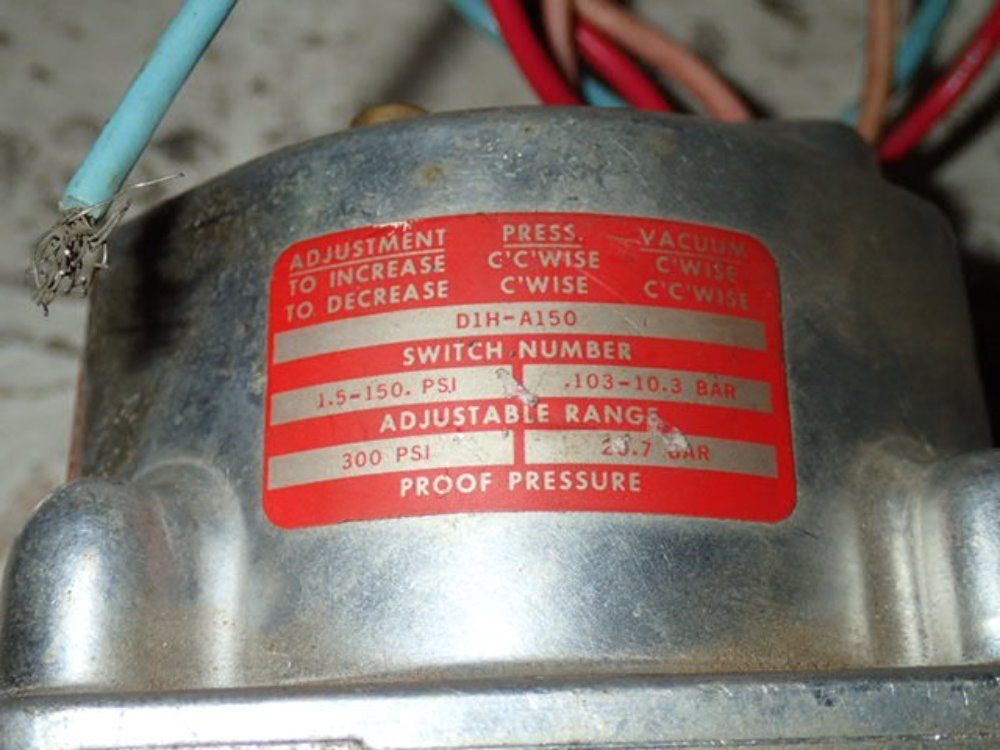 ADJUSTMENT PRESS. VACUUM
TO INCREASE C'C'WISE C'WISE
TO DECREASE C'WISE C'C'WISE
D1H-A150
SWITCH NUMBER
1.5-150. PSI .103-10.3 BAR
ADJUSTABLE RANGE
300 PSI BAR
PROOF PRESSURE